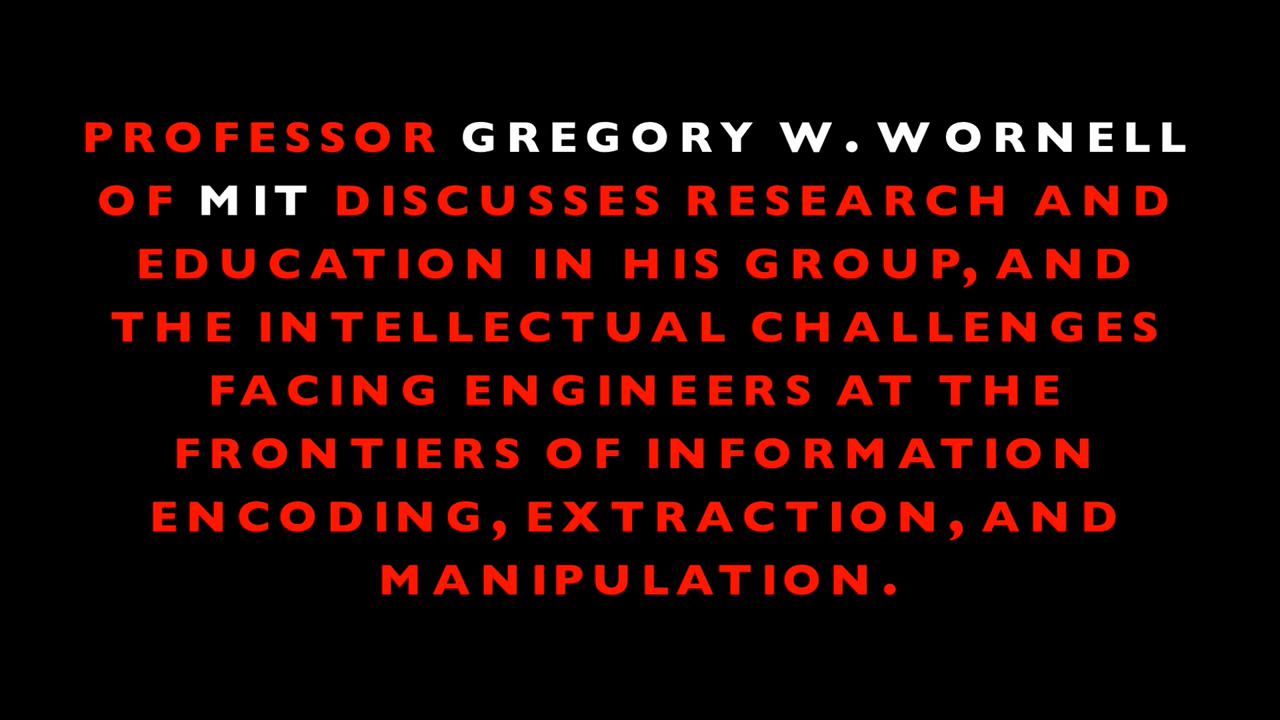 PROFESSOR GREGORY W. WORNELL
OF MIT DISCUSSES RESEARCH AND
EDUCATION IN HIS GROUP, AND
THE INTELLECTUAL CHALLENGES
FACING ENGINEERS AT THE
FRONTIERS OF INFORMATION
ENCODING, EXTRACTION, AND
MANIPULATION.